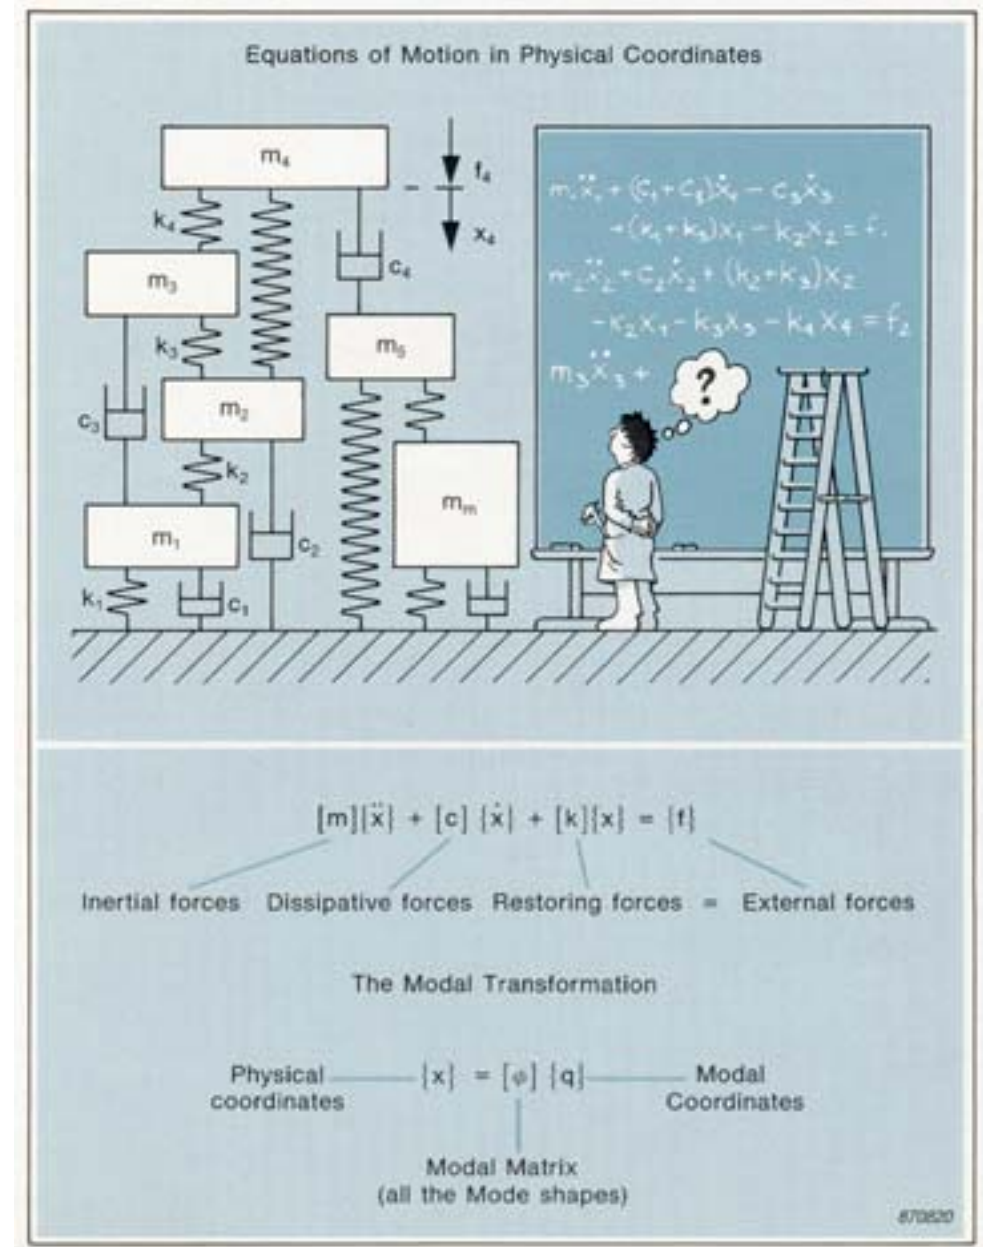 Equations of Motion in Physical Coordinates
m₄
f₄
x₄
k₄
c₄
m₃
m₅
k₃
m₂
c₃
k₂
mₘ
m₁
c₂
k₁
c₁
m₁ẍ₁ + (c₁+c₃)ẋ₁ − c₃ẋ₃
+(k₁+k₃)x₁ − k₂x₂ = f₁
m₂ẍ₂ + c₂ẋ₂ + (k₂+k₃)x₂
−k₂x₁ − k₃x₃ − k₄x₄ = f₂
m₃ẍ₃ +
?
[m]{ẍ} + [c] {ẋ} + [k]{x} = {f}
Inertial forces Dissipative forces Restoring forces = External forces
The Modal Transformation
Physical coordinates
{x} = [φ] {q}
Modal Coordinates
Modal Matrix
(all the Mode shapes)
870820